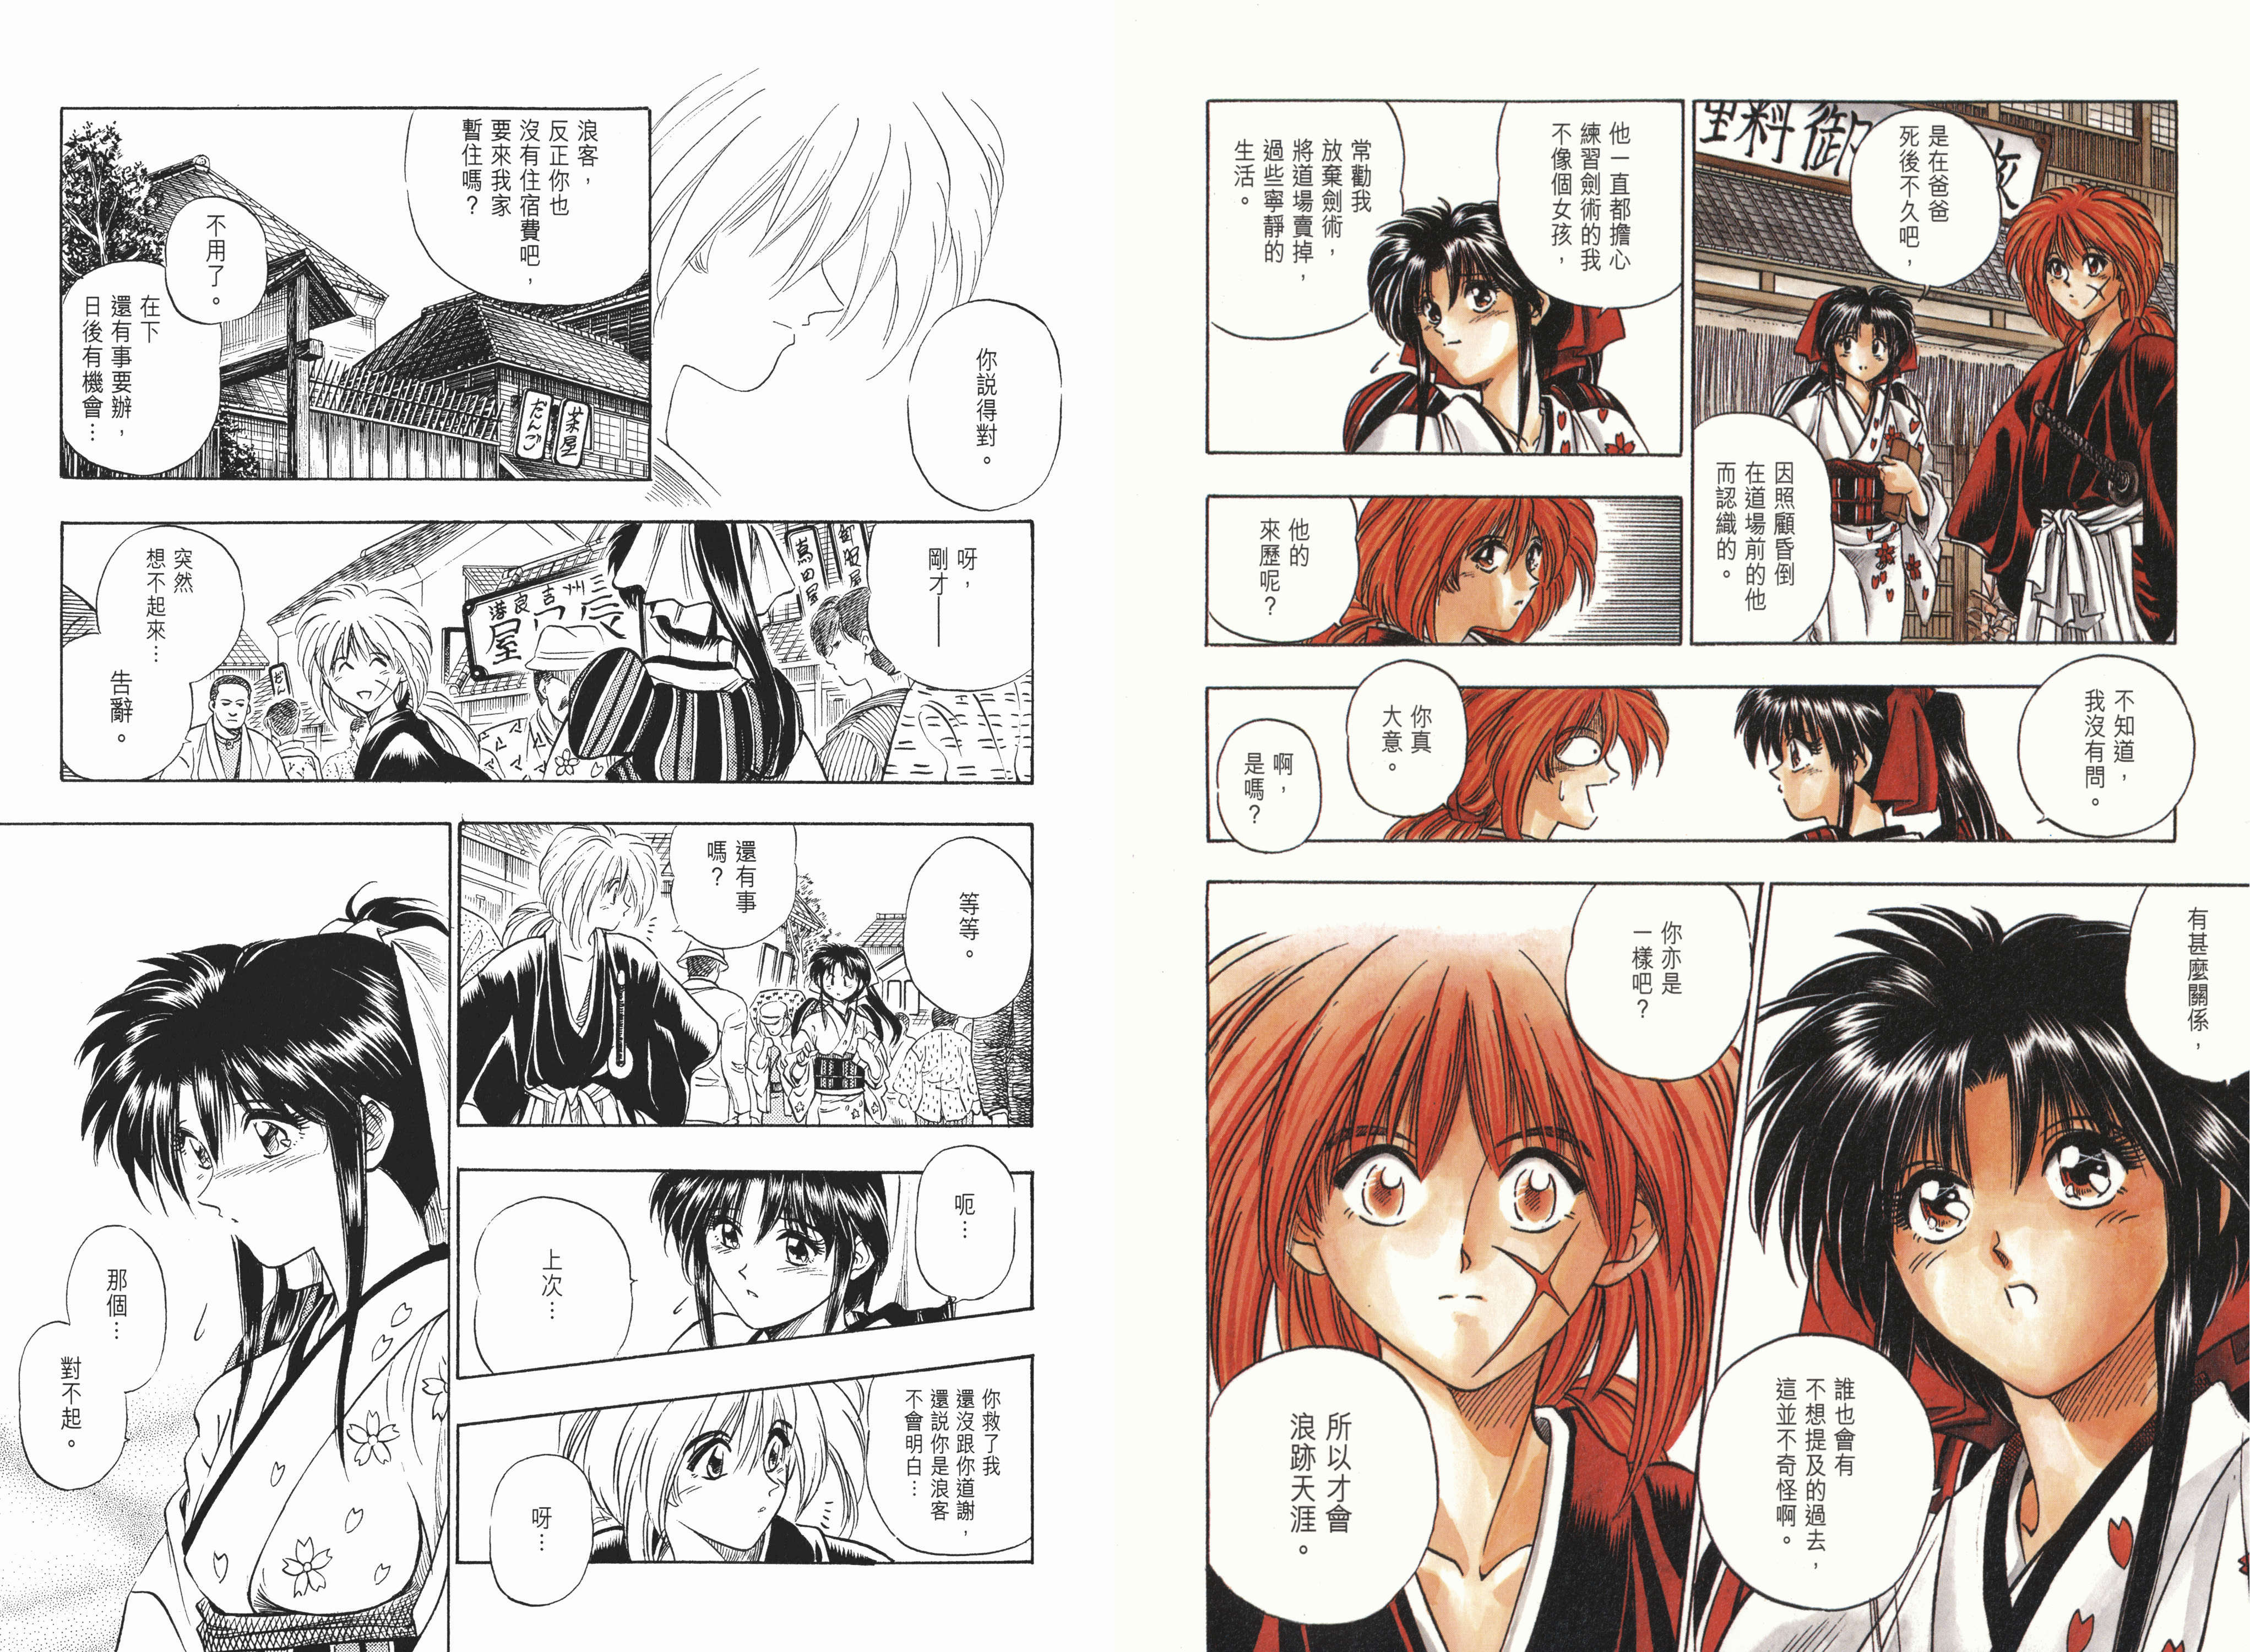 是在爸爸
死後不久吧，
因照顧昏倒
在道場前的他
而認織的。
他一直都擔心
練習劍術的我
不像個女孩，
常勸我
放棄劍術，
將道場賣掉，
過些寧靜的
生活。
他的
來歷呢？
不知道，
我沒有問。
你真
大意。
啊，
是嗎？
有甚麼關係，
誰也會有
不想提及的過去，
這並不奇怪啊。
你亦是
一樣吧？
所以才會
浪跡天涯。
你説得對。
浪客，
反正你也
沒有住宿費吧，
要來我家
暫住嗎？
不用了。
在下
還有事要辦，
日後有機會…
茶屋
だんご
呀，
剛才——
突然
想不起來…
告辭。
等等。
還有事
嗎？
呃…
上次…
你救了我
還沒跟你道謝，
還説你是浪客
不會明白…
呀…
那個…
對不起。